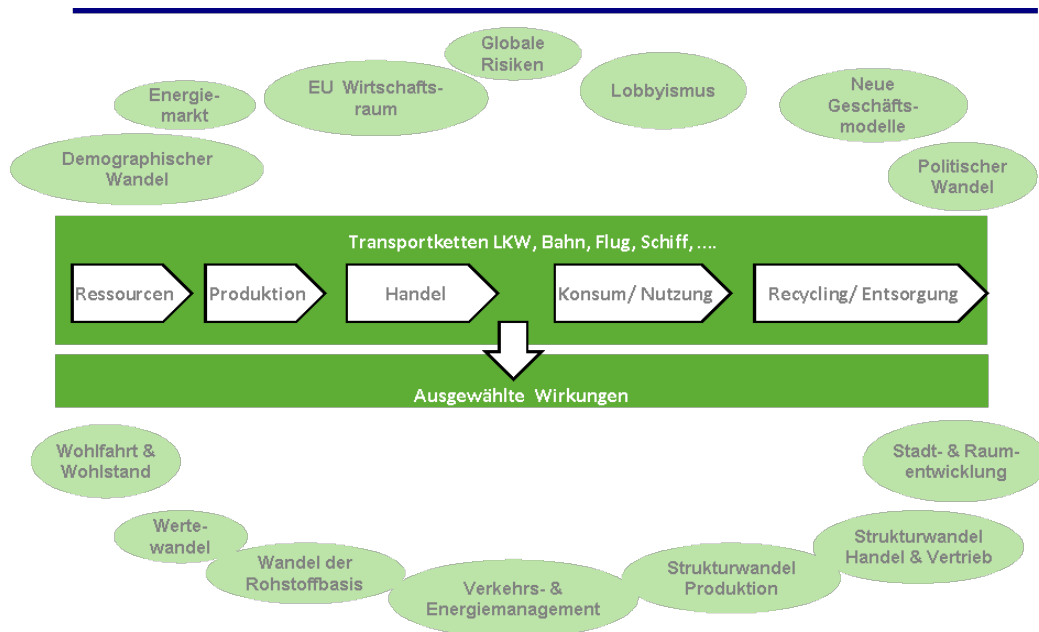 Globale
Risiken
EU Wirtschafts-
raum
Lobbyismus
Neue
Geschäfts-
modelle
Energie-
markt
Demographischer
Wandel
Politischer
Wandel
Transportketten LKW, Bahn, Flug, Schiff, ....
Ressourcen
Produktion
Handel
Konsum/ Nutzung
Recycling/ Entsorgung
Ausgewählte Wirkungen
Wohlfahrt &
Wohlstand
Stadt- & Raum-
entwicklung
Werte-
wandel
Wandel der
Rohstoffbasis
Verkehrs- &
Energiemanagement
Strukturwandel
Produktion
Strukturwandel
Handel & Vertrieb